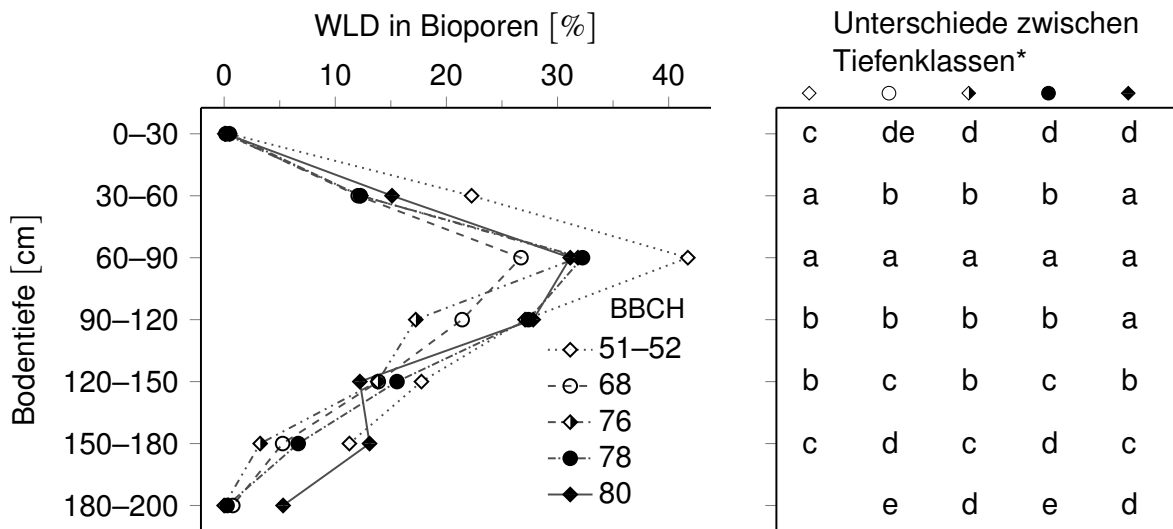 WLD in Bioporen [%]
0 10 20 30 40
Unterschiede zwischen
Tiefenklassen*
Bodentiefe [cm]
0–30 c de d d d
30–60 a b b b a
60–90 a a a a a
90–120 b b b b a
120–150 b c b c b
150–180 c d c d c
180–200 e d e d
BBCH
51–52
68
76
78
80